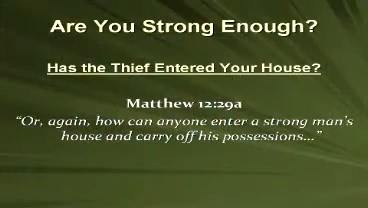 Are You Strong Enough?
Has the Thief Entered Your House?
Matthew 12:29a
“Or, again, how can anyone enter a strong man’s
house and carry off his possessions...”